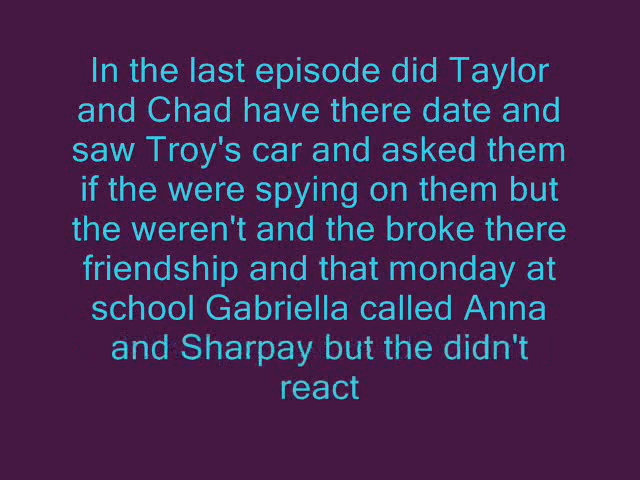 In the last episode did Taylor
and Chad have there date and
saw Troy's car and asked them
if the were spying on them but
the weren't and the broke there
friendship and that monday at
school Gabriella called Anna
and Sharpay but the didn't
react